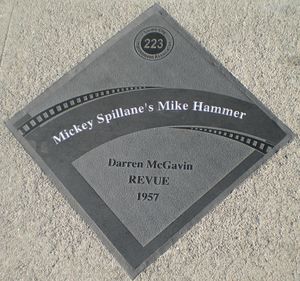 223
Mickey Spillane's Mike Hammer
Darren McGavin
REVUE
1957